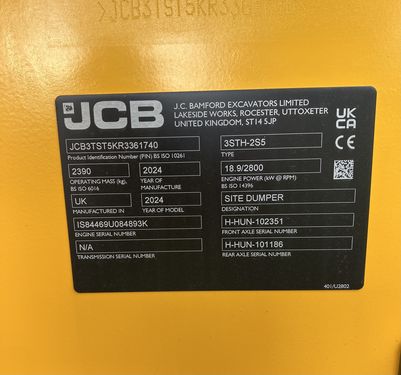 >JCB3TST5KR336
JCB
J.C. BAMFORD EXCAVATORS LIMITED
LAKESIDE WORKS, ROCESTER, UTTOXETER
UNITED KINGDOM, ST14 5JP
UK
CA
CE
JCB3TST5KR3361740
3STH-2S5
Product Identification Number (PIN) BS ISO 10261
TYPE
2390
2024
18.9/2800
OPERATING MASS (kg),
BS ISO 6016
YEAR OF
MANUFACTURE
ENGINE POWER (kW @ RPM)
BS ISO 14396
UK
2024
SITE DUMPER
MANUFACTURED IN
YEAR OF MODEL
DESIGNATION
IS84469U084893K
H-HUN-102351
ENGINE SERIAL NUMBER
FRONT AXLE SERIAL NUMBER
N/A
H-HUN-101186
TRANSMISSION SERIAL NUMBER
REAR AXLE SERIAL NUMBER
401/U2802